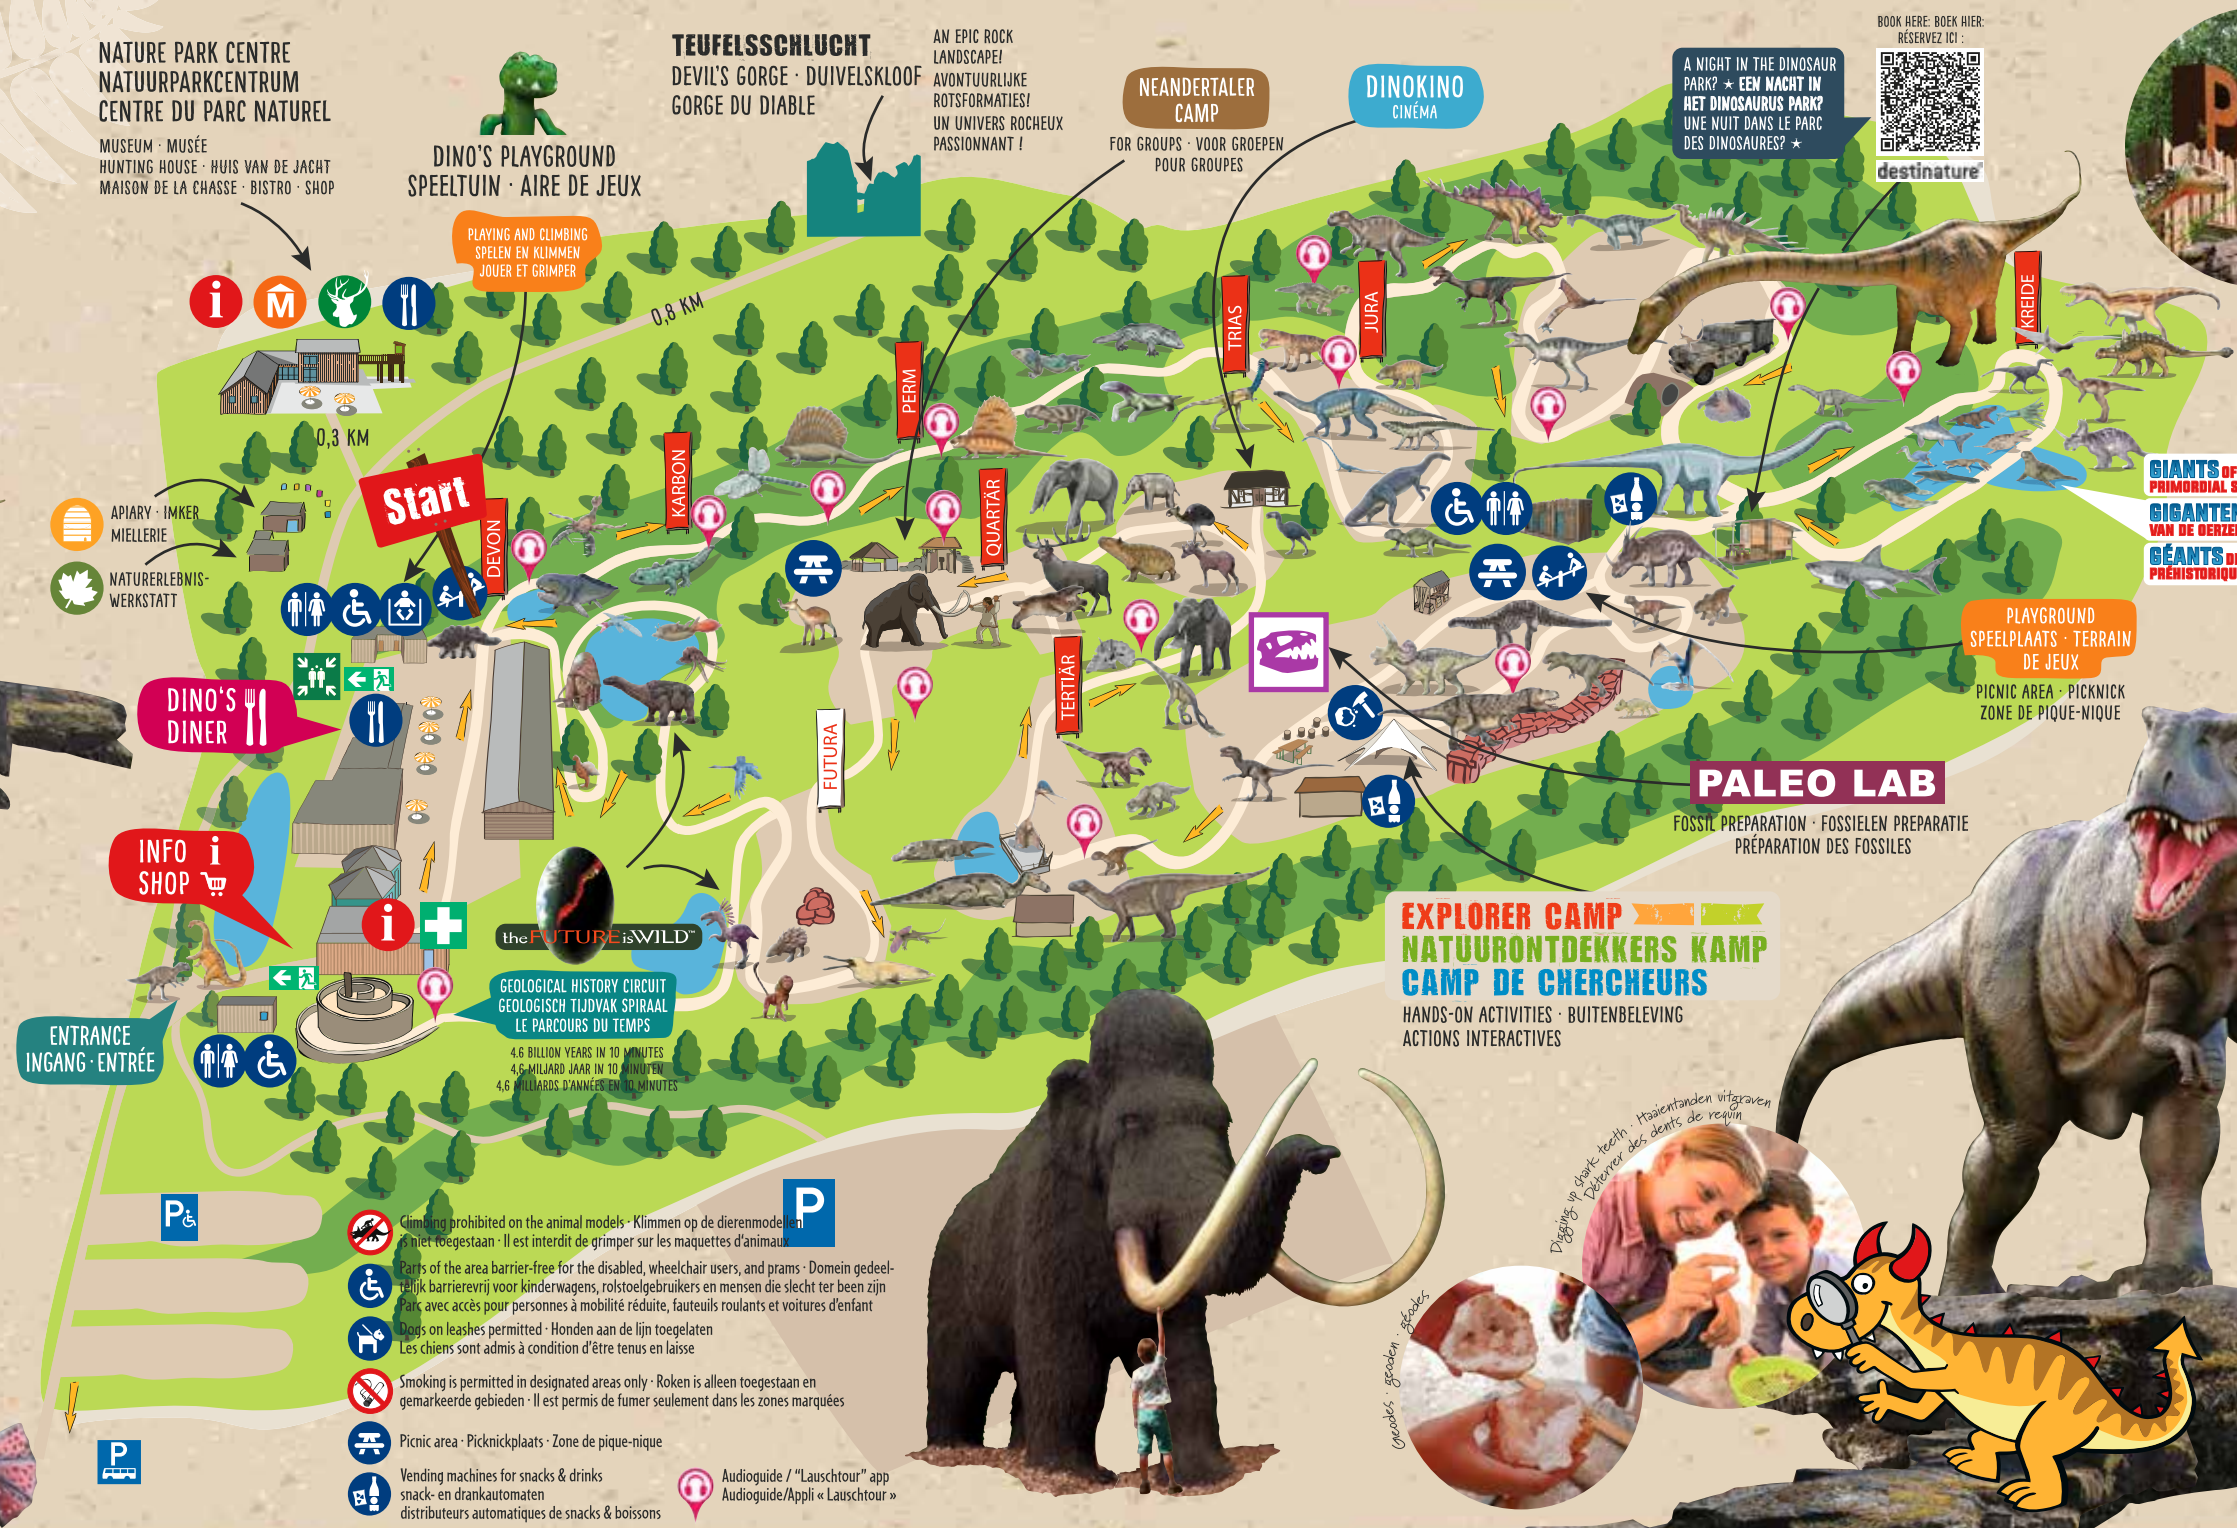 NATURE PARK CENTRE
NATUURPARKCENTRUM
CENTRE DU PARC NATUREL
MUSEUM · MUSÉE
HUNTING HOUSE · HUIS VAN DE JACHT
MAISON DE LA CHASSE · BISTRO · SHOP
DINO'S PLAYGROUND
SPEELTUIN · AIRE DE JEUX
PLAYING AND CLIMBING
SPELEN EN KLIMMEN
JOUER ET GRIMPER
TEUFELSSCHLUCHT
DEVIL'S GORGE · DUIVELSKLOOF
GORGE DU DIABLE
AN EPIC ROCK
LANDSCAPE!
AVONTUURLIJKE
ROTSFORMATIES!
UN UNIVERS ROCHEUX
PASSIONNANT !
NEANDERTALER
CAMP
FOR GROUPS · VOOR GROEPEN
POUR GROUPES
DINOKINO
CINÉMA
A NIGHT IN THE DINOSAUR
PARK? ★ EEN NACHT IN
HET DINOSAURUS PARK?
UNE NUIT DANS LE PARC
DES DINOSAURES? ★
BOOK HERE: BOEK HIER:
RÉSERVEZ ICI :
destinature
P
i
M
0,8 KM
0,3 KM
APIARY · IMKER
MIELLERIE
NATURERLEBNIS-
WERKSTATT
Start
DEVON
KARBON
PERM
QUARTÄR
TRIAS
JURA
KREIDE
TERTIÄR
FUTURA
GIANTS OF
PRIMORDIAL S
GIGANTEN
VAN DE OERZE
GÉANTS D
PRÉHISTORIQU
PLAYGROUND
SPEELPLAATS · TERRAIN
DE JEUX
PICNIC AREA · PICKNICK
ZONE DE PIQUE-NIQUE
DINO'S
DINER
INFO i
SHOP
i
ENTRANCE
INGANG · ENTRÉE
the FUTURE is WILD™
GEOLOGICAL HISTORY CIRCUIT
GEOLOGISCH TIJDVAK SPIRAAL
LE PARCOURS DU TEMPS
4.6 BILLION YEARS IN 10 MINUTES
4,6 MILJARD JAAR IN 10 MINUTEN
4,6 MILLIARDS D'ANNÉES EN 10 MINUTES
PALEO LAB
FOSSIL PREPARATION · FOSSIELEN PREPARATIE
PRÉPARATION DES FOSSILES
EXPLORER CAMP
NATUURONTDEKKERS KAMP
CAMP DE CHERCHEURS
HANDS-ON ACTIVITIES · BUITENBELEVING
ACTIONS INTERACTIVES
Digging up shark teeth · Haaientanden uitgraven
Déterrer des dents de requin
Geodes · geoden · géodes
P
P
P
Climbing prohibited on the animal models · Klimmen op de dierenmodellen
is niet toegestaan · Il est interdit de grimper sur les maquettes d'animaux
Parts of the area barrier-free for the disabled, wheelchair users, and prams · Domein gedeel-
telijk barrierevrij voor kinderwagens, rolstoelgebruikers en mensen die slecht ter been zijn
Parc avec accès pour personnes à mobilité réduite, fauteuils roulants et voitures d'enfant
Dogs on leashes permitted · Honden aan de lijn toegelaten
Les chiens sont admis à condition d'être tenus en laisse
Smoking is permitted in designated areas only · Roken is alleen toegestaan en
gemarkeerde gebieden · Il est permis de fumer seulement dans les zones marquées
Picnic area · Picknickplaats · Zone de pique-nique
Vending machines for snacks & drinks
snack- en drankautomaten
distributeurs automatiques de snacks & boissons
Audioguide / "Lauschtour" app
Audioguide/Appli « Lauschtour »